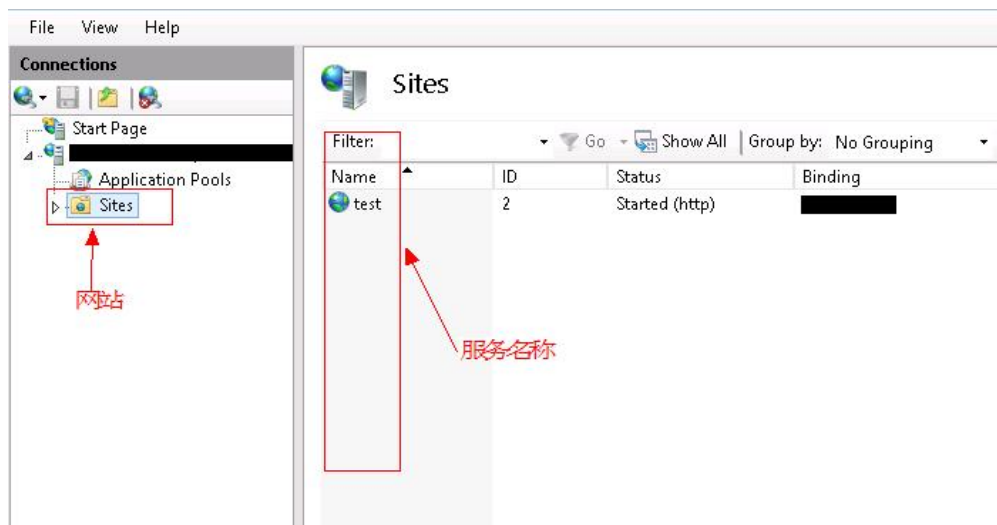 File View Help
Connections
Sites
Start Page
Filter: Go Show All Group by: No Grouping
Application Pools
Name ID Status Binding
Sites
test 2 Started (http)
网站
服务名称